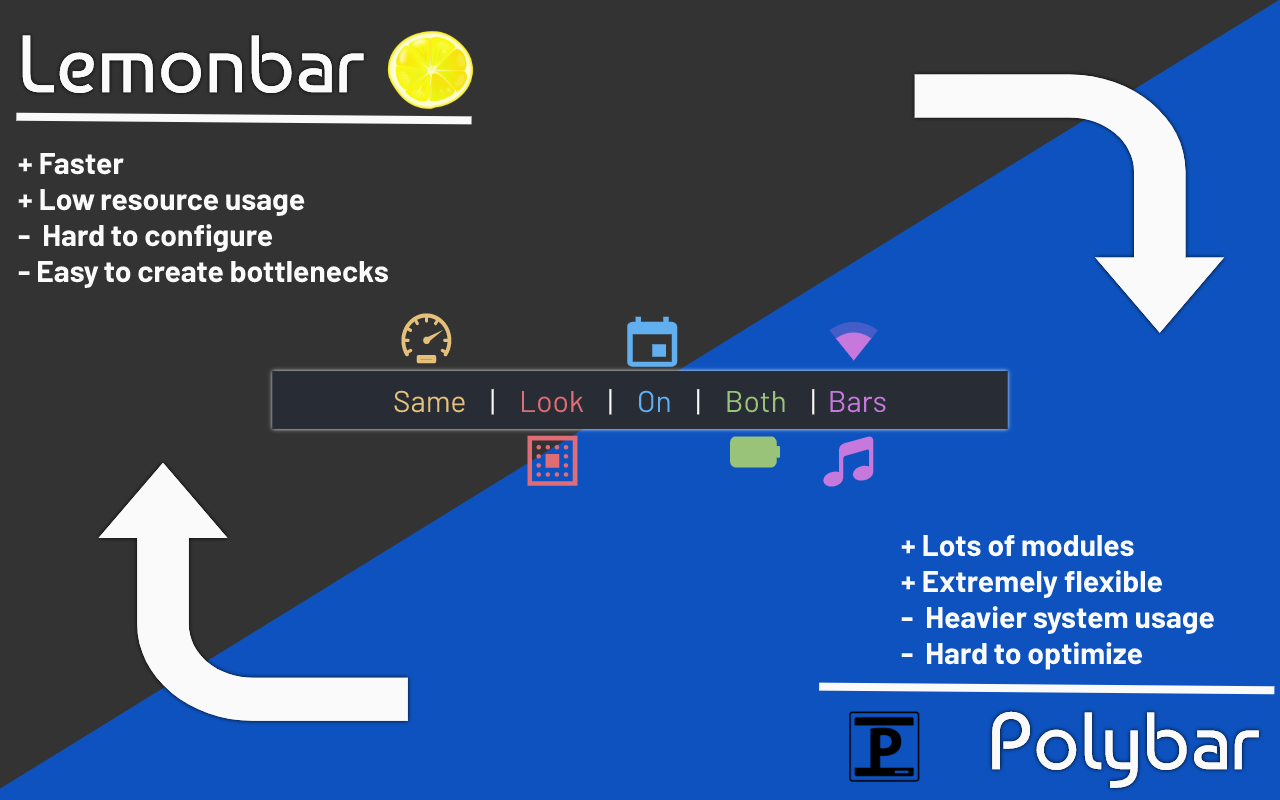 Lemonbar
+ Faster
+ Low resource usage
- Hard to configure
- Easy to create bottlenecks
Same | Look | On | Both | Bars
+ Lots of modules
+ Extremely flexible
- Heavier system usage
- Hard to optimize
P Polybar